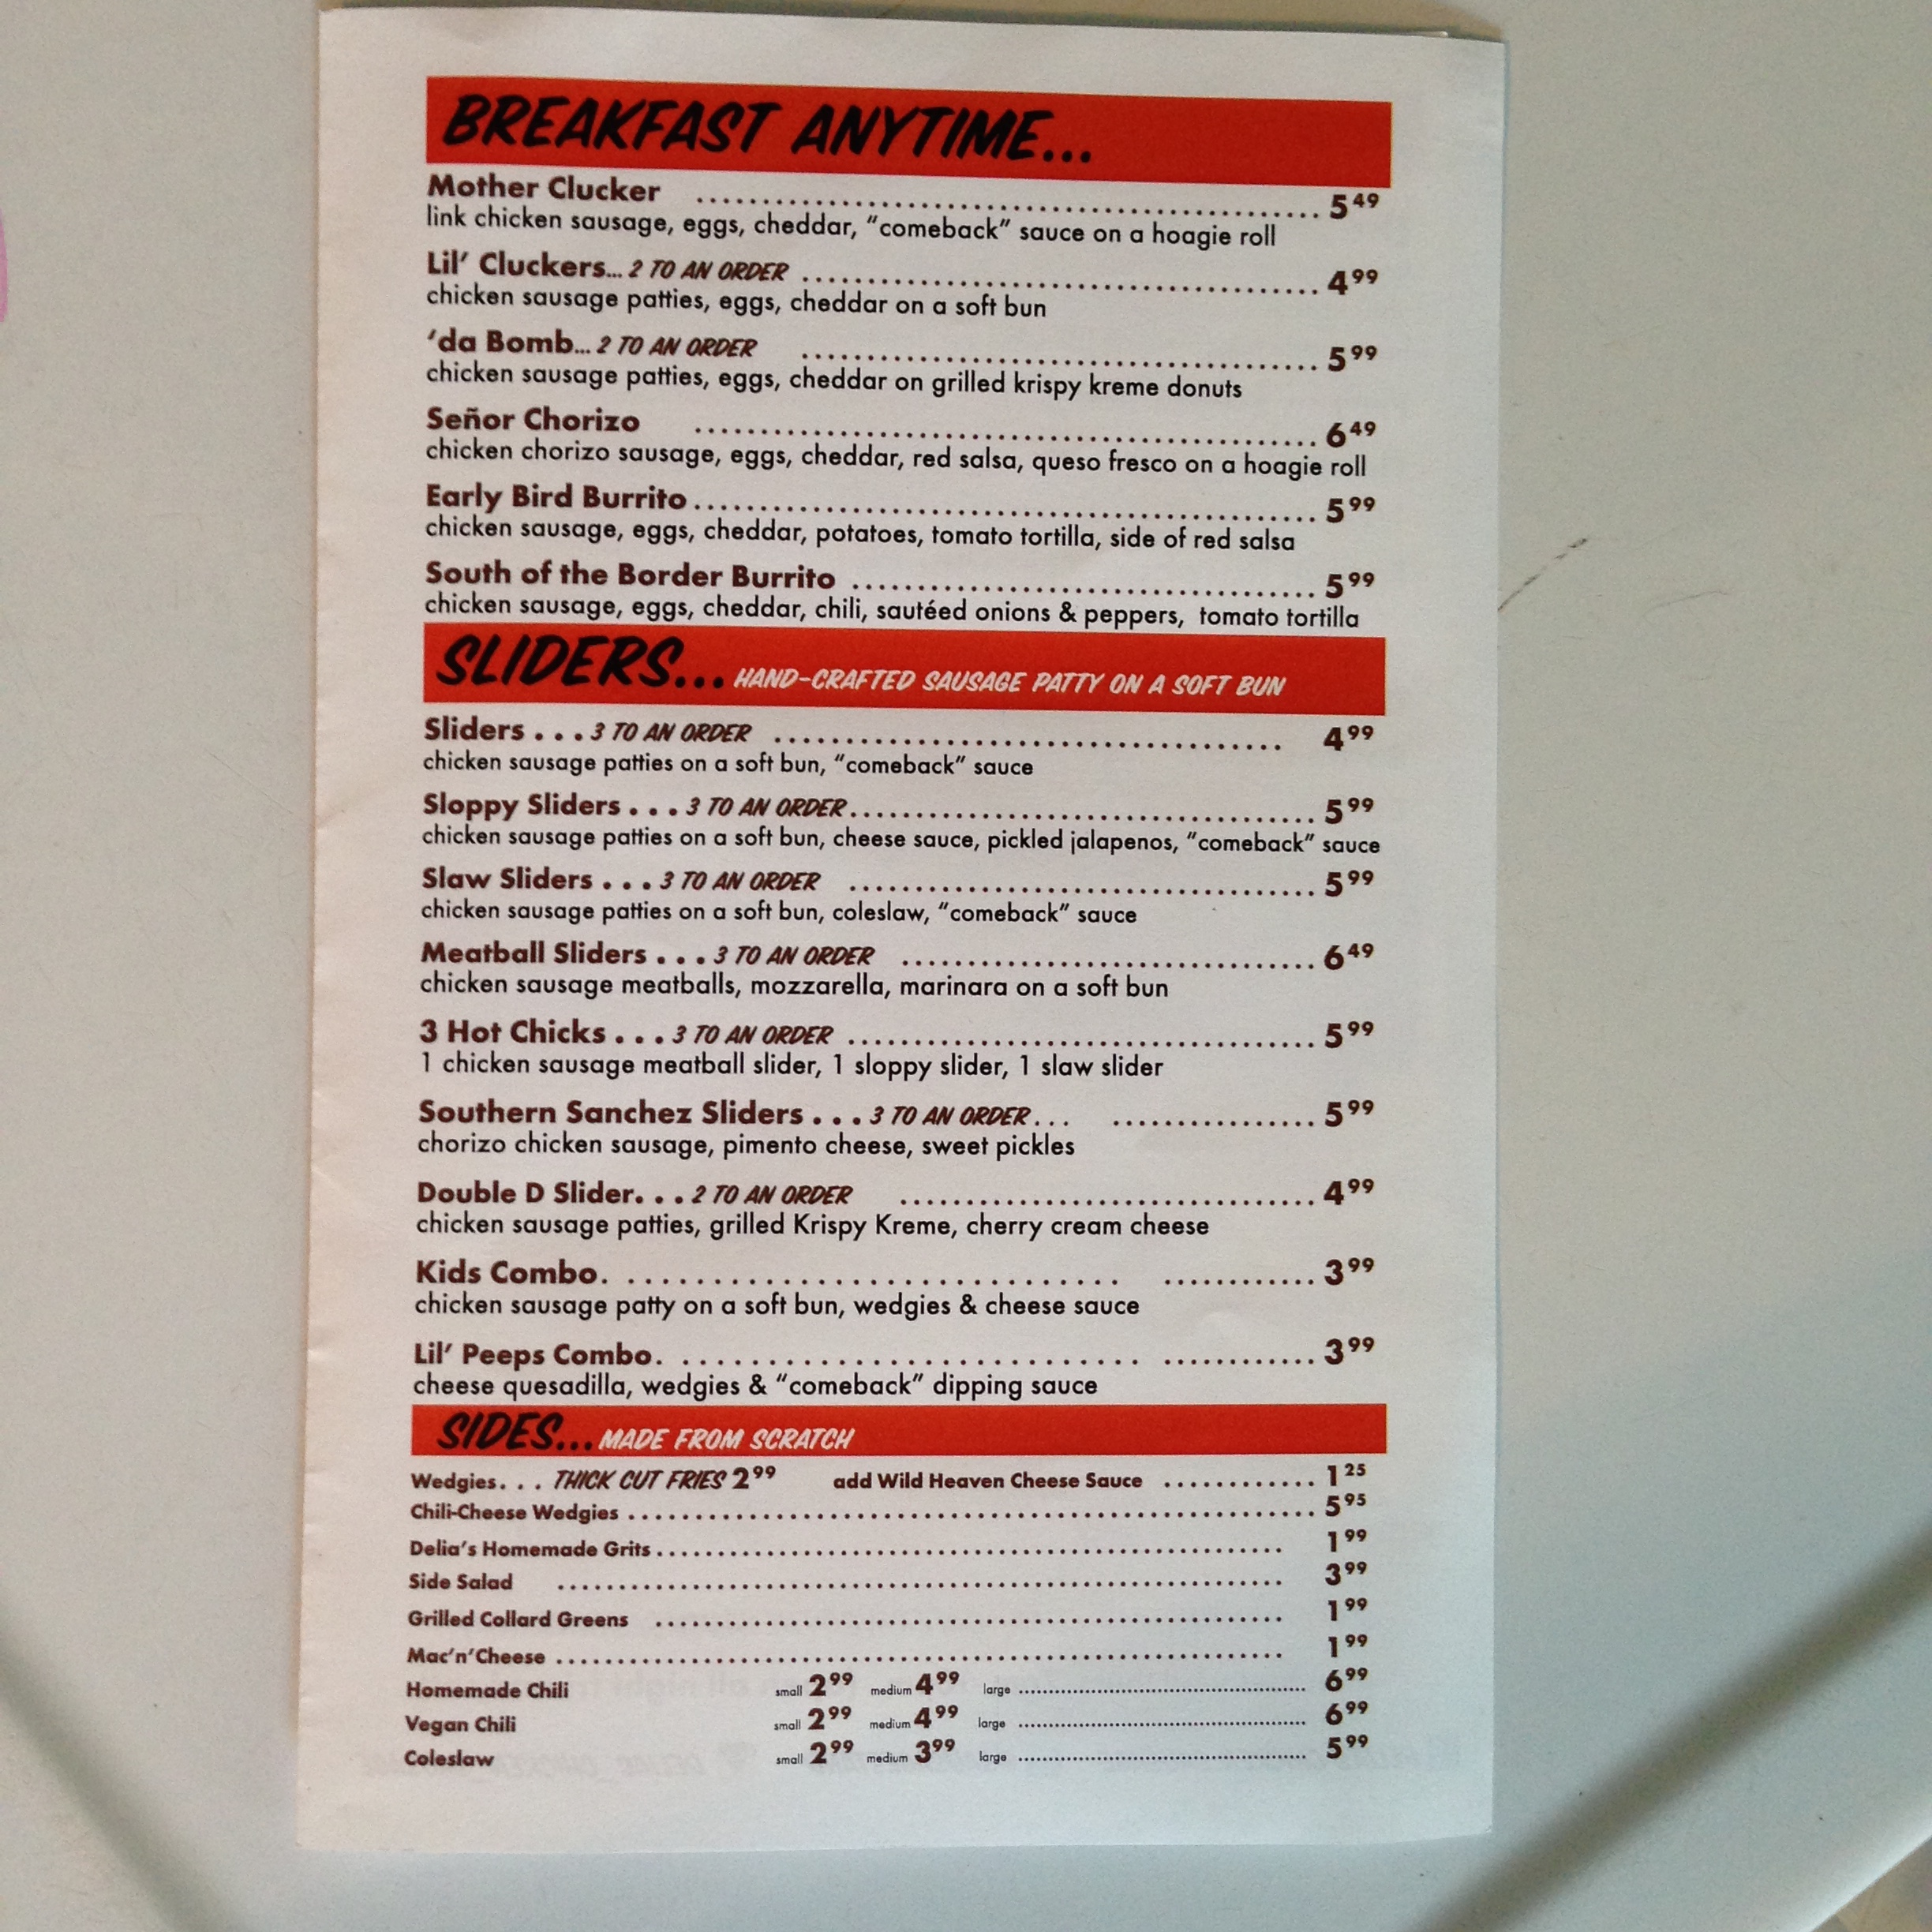 BREAKFAST ANYTIME...
Mother Clucker ........................................ 5 49
link chicken sausage, eggs, cheddar, “comeback” sauce on a hoagie roll
Lil’ Cluckers... 2 TO AN ORDER ........................................ 4 99
chicken sausage patties, eggs, cheddar on a soft bun
‘da Bomb... 2 TO AN ORDER ........................................ 5 99
chicken sausage patties, eggs, cheddar on grilled krispy kreme donuts
Señor Chorizo ........................................ 6 49
chicken chorizo sausage, eggs, cheddar, red salsa, queso fresco on a hoagie roll
Early Bird Burrito ........................................ 5 99
chicken sausage, eggs, cheddar, potatoes, tomato tortilla, side of red salsa
South of the Border Burrito ........................................ 5 99
chicken sausage, eggs, cheddar, chili, sautéed onions & peppers, tomato tortilla
SLIDERS... HAND-CRAFTED SAUSAGE PATTY ON A SOFT BUN
Sliders . . . 3 TO AN ORDER ........................................ 4 99
chicken sausage patties on a soft bun, “comeback” sauce
Sloppy Sliders . . . 3 TO AN ORDER ........................................ 5 99
chicken sausage patties on a soft bun, cheese sauce, pickled jalapenos, “comeback” sauce
Slaw Sliders . . . 3 TO AN ORDER ........................................ 5 99
chicken sausage patties on a soft bun, coleslaw, “comeback” sauce
Meatball Sliders . . . 3 TO AN ORDER ........................................ 6 49
chicken sausage meatballs, mozzarella, marinara on a soft bun
3 Hot Chicks . . . 3 TO AN ORDER ........................................ 5 99
1 chicken sausage meatball slider, 1 sloppy slider, 1 slaw slider
Southern Sanchez Sliders . . . 3 TO AN ORDER . . . ................ 5 99
chorizo chicken sausage, pimento cheese, sweet pickles
Double D Slider. . . 2 TO AN ORDER ........................................ 4 99
chicken sausage patties, grilled Krispy Kreme, cherry cream cheese
Kids Combo. ........................................ 3 99
chicken sausage patty on a soft bun, wedgies & cheese sauce
Lil’ Peeps Combo. ........................................ 3 99
cheese quesadilla, wedgies & “comeback” dipping sauce
SIDES... MADE FROM SCRATCH
Wedgies. . . THICK CUT FRIES 2 99 add Wild Heaven Cheese Sauce ............ 1 25
Chili-Cheese Wedgies ........................................ 5 95
Delia’s Homemade Grits ........................................ 1 99
Side Salad ........................................ 3 99
Grilled Collard Greens ........................................ 1 99
Mac’n’Cheese ........................................ 1 99
Homemade Chili small 2 99 medium 4 99 large .................... 6 99
Vegan Chili small 2 99 medium 4 99 large .................... 6 99
Coleslaw small 2 99 medium 3 99 large .................... 5 99